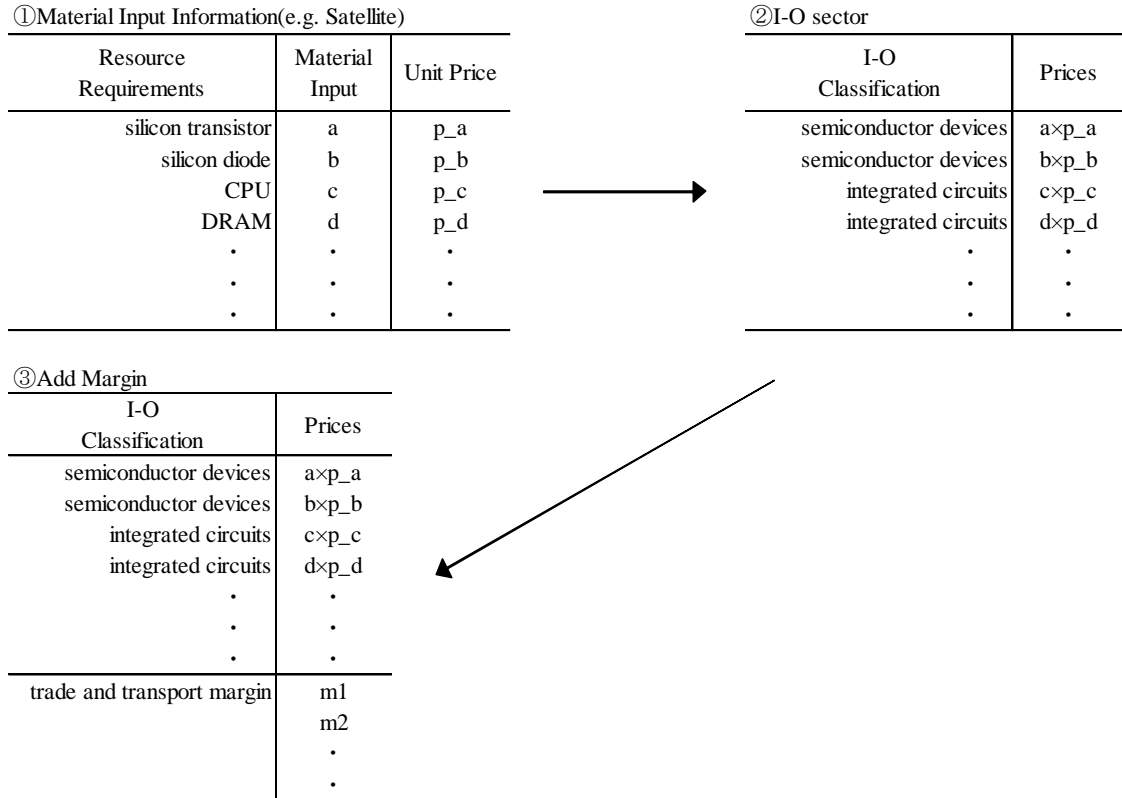 ①Material Input Information(e.g. Satellite)
Resource Requirements Material Input Unit Price
silicon transistor a p_a
silicon diode b p_b
CPU c p_c
DRAM d p_d
・ ・ ・
・ ・ ・
・ ・ ・
②I-O sector
I-O Classification Prices
semiconductor devices a×p_a
semiconductor devices b×p_b
integrated circuits c×p_c
integrated circuits d×p_d
・ ・
・ ・
・ ・
③Add Margin
I-O Classification Prices
semiconductor devices a×p_a
semiconductor devices b×p_b
integrated circuits c×p_c
integrated circuits d×p_d
・ ・
・ ・
・ ・
trade and transport margin m1
m2
・
・